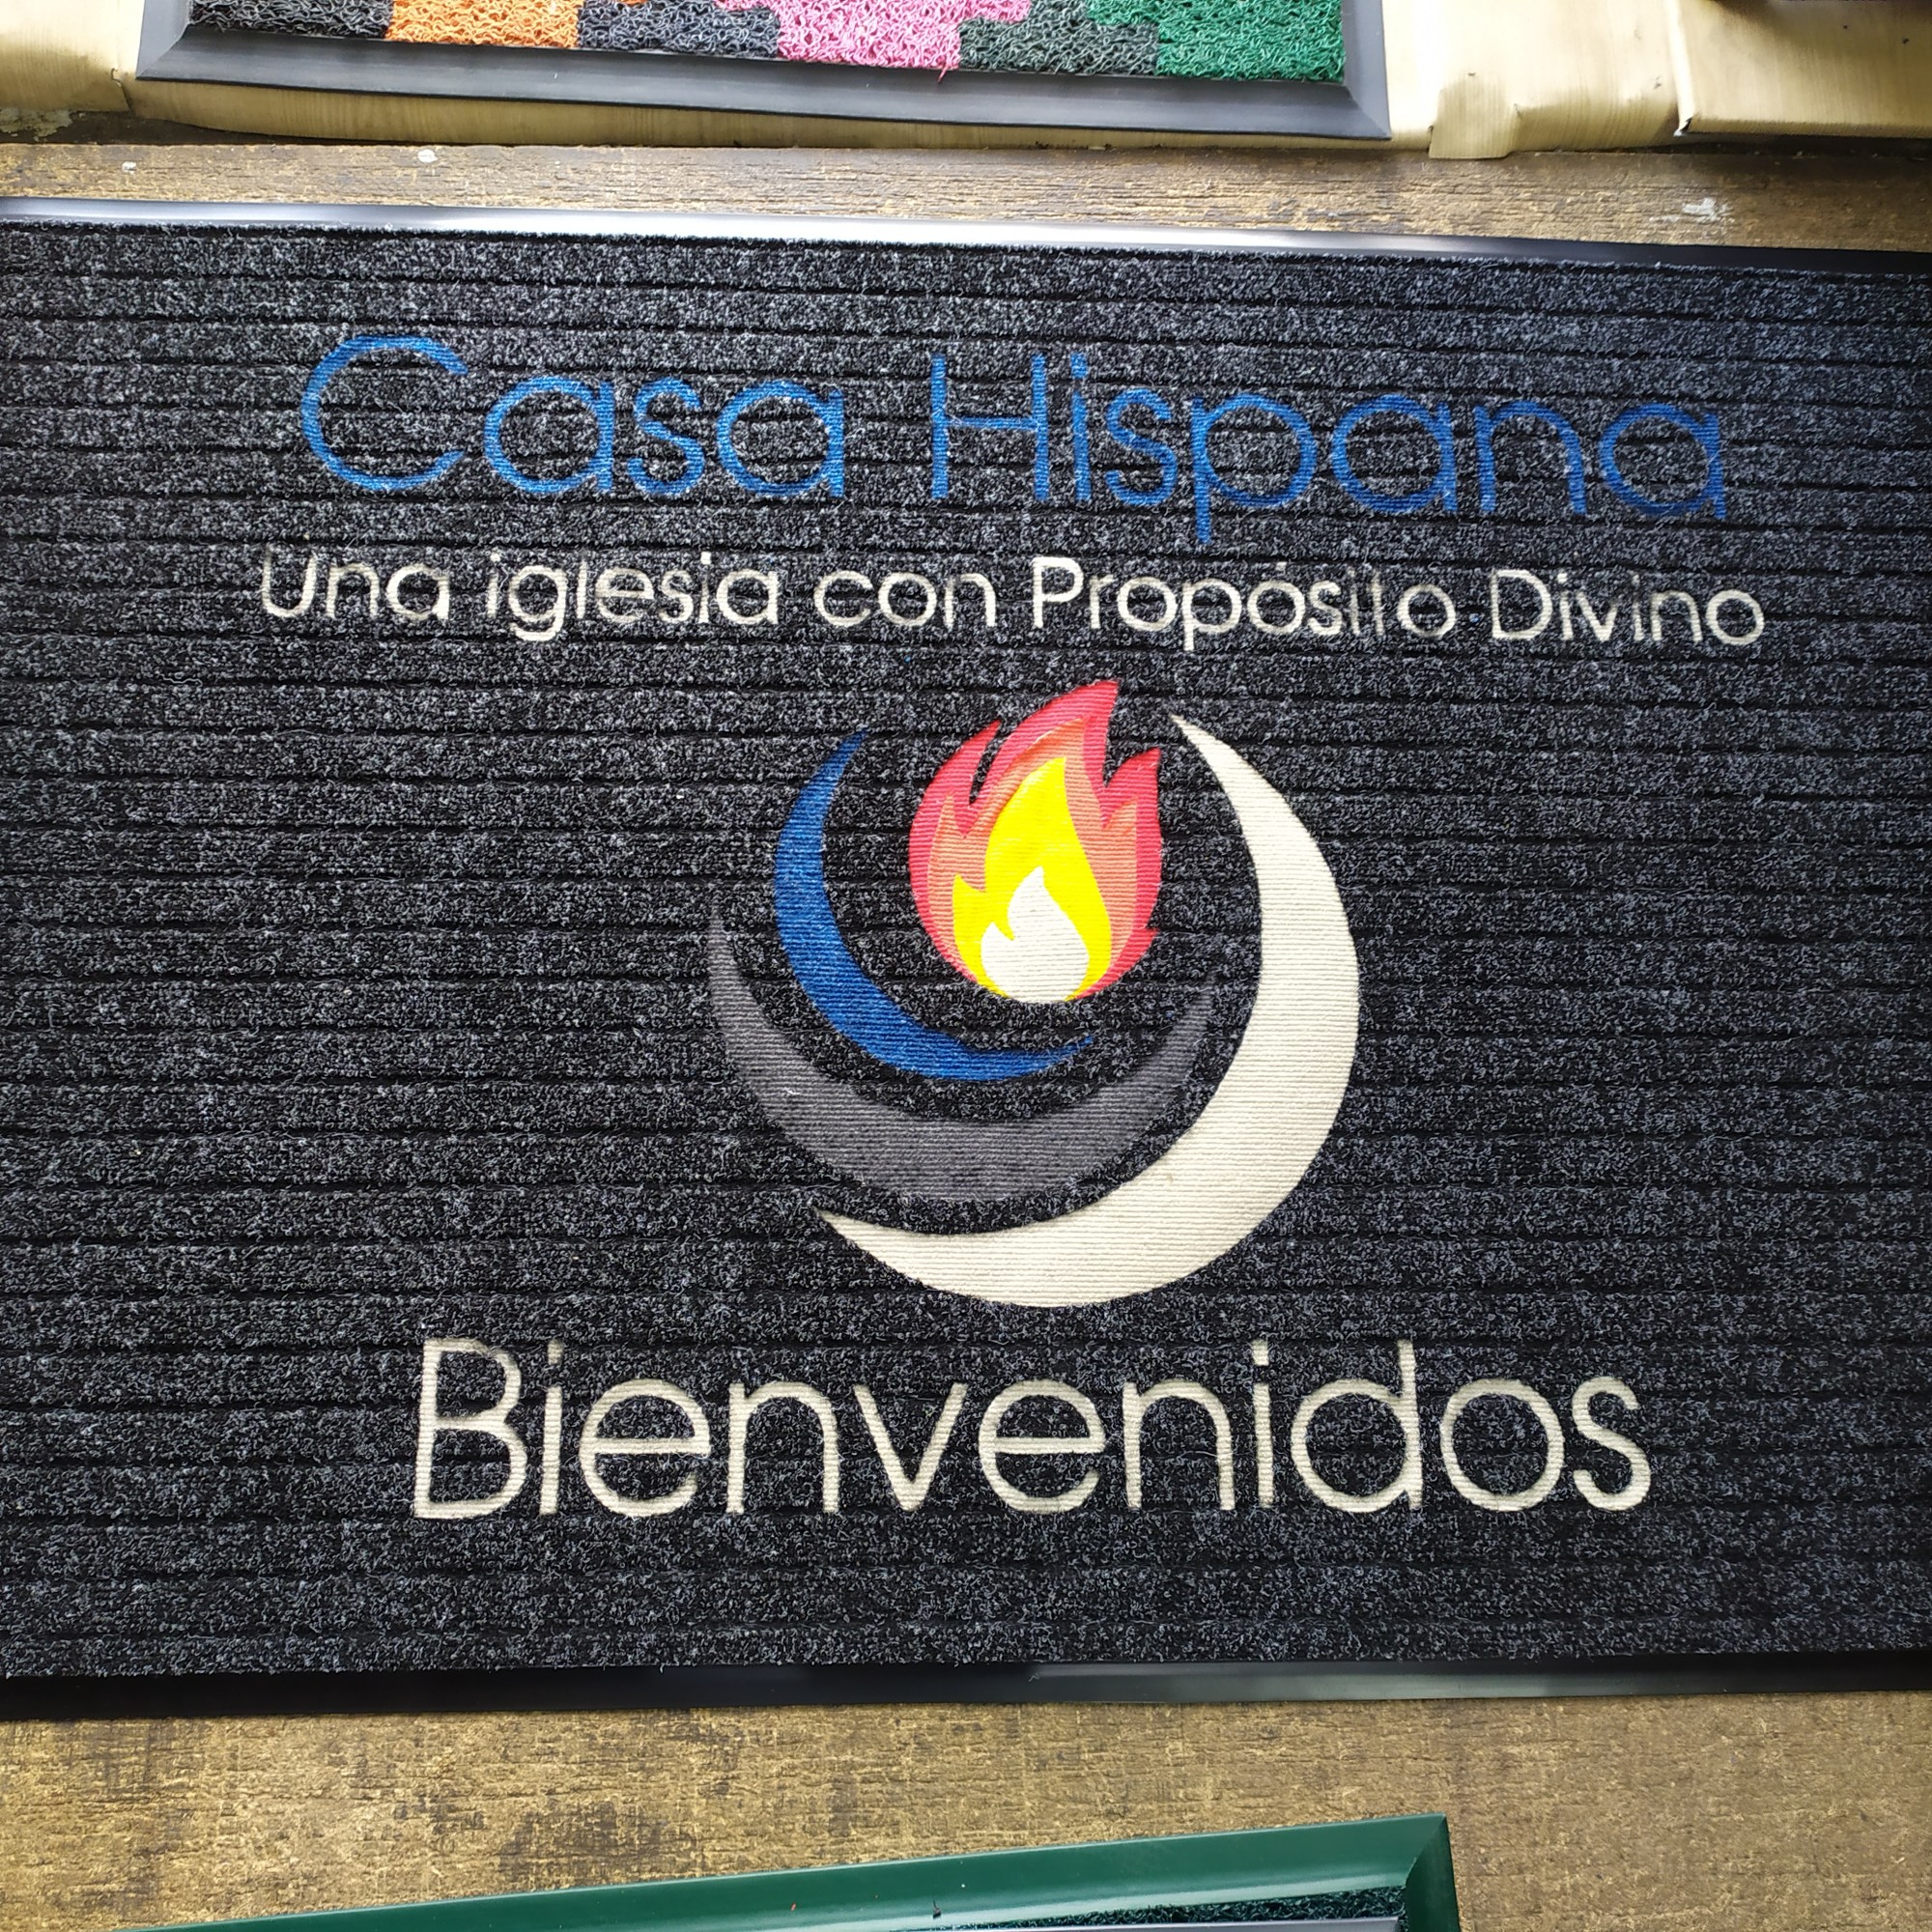 Casa Hispana
Una iglesia con Propósito Divino
Bienvenidos